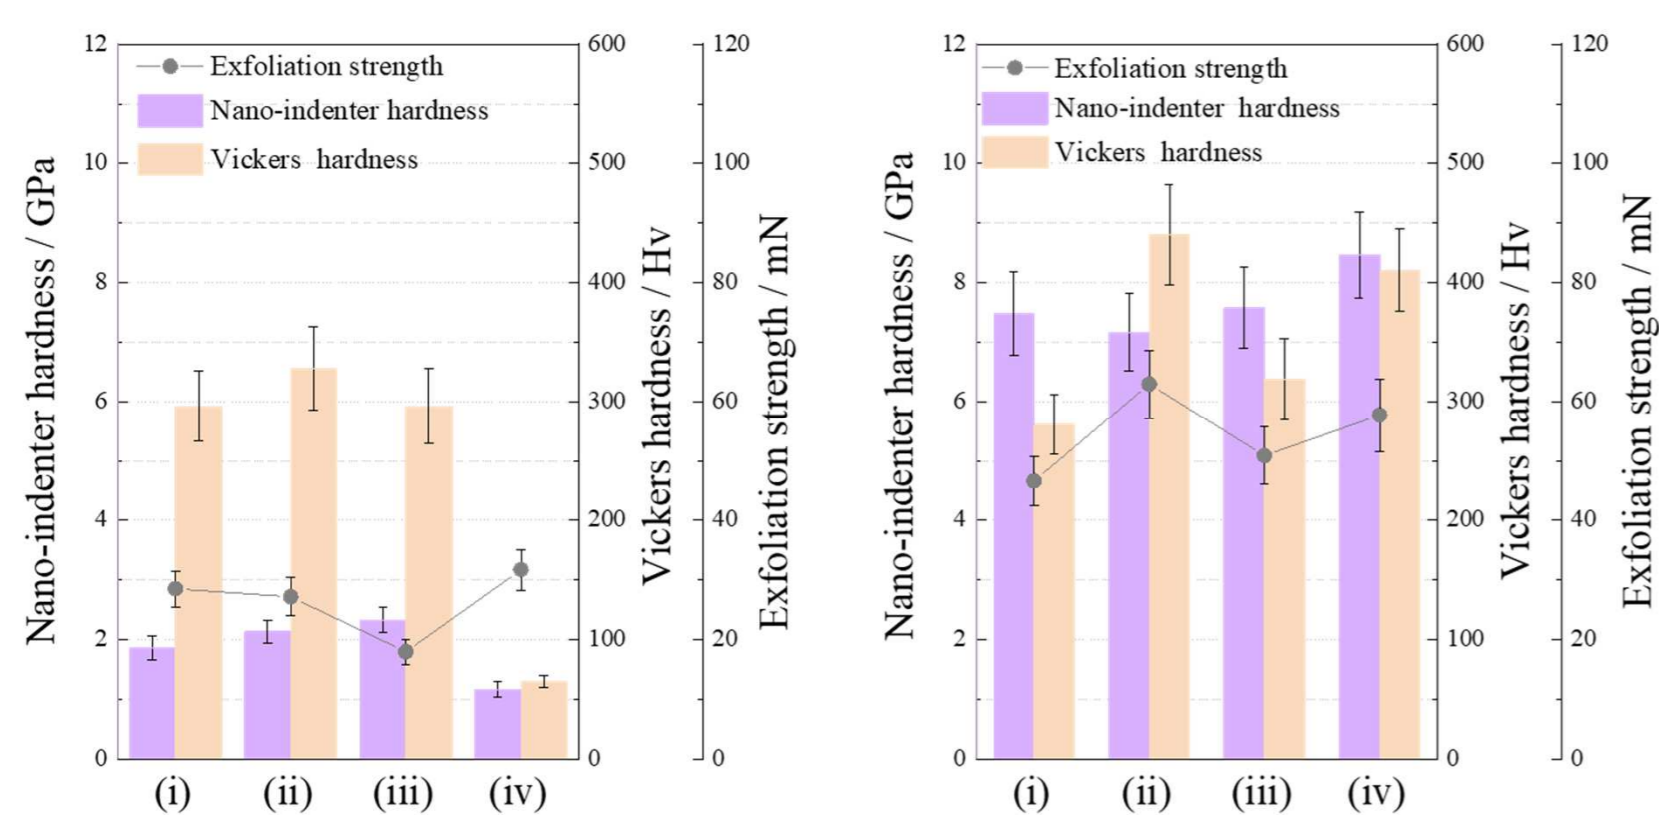 12
10
8
6
4
2
0
Nano-indenter hardness / GPa
Exfoliation strength
Nano-indenter hardness
Vickers hardness
(i)
(ii)
(iii)
(iv)
600
500
400
300
200
100
0
Vickers hardness / Hv
120
100
80
60
40
20
0
Exfoliation strength / mN
12
10
8
6
4
2
0
Nano-indenter hardness / GPa
Exfoliation strength
Nano-indenter hardness
Vickers hardness
(i)
(ii)
(iii)
(iv)
600
500
400
300
200
100
0
Vickers hardness / Hv
120
100
80
60
40
20
0
Exfoliation strength / mN